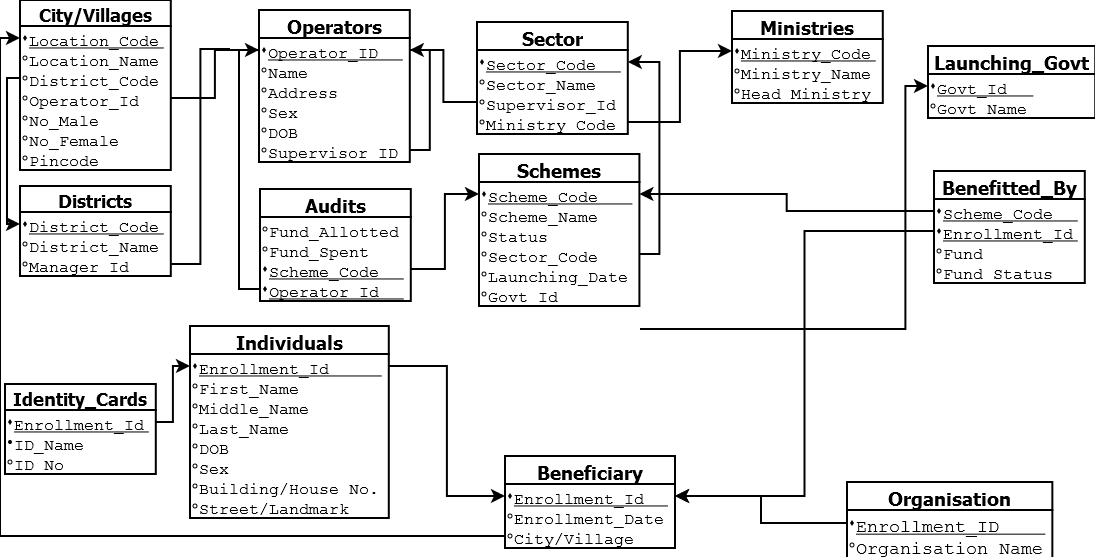 City/Villages
Location_Code
Location_Name
District_Code
Operator_Id
No_Male
No_Female
Pincode
Districts
District_Code
District_Name
Manager_Id
Operators
Operator_ID
Name
Address
Sex
DOB
Supervisor_ID
Audits
Fund_Allotted
Fund_Spent
Scheme_Code
Operator_Id
Sector
Sector_Code
Sector_Name
Supervisor_Id
Ministry_Code
Schemes
Scheme_Code
Scheme_Name
Status
Sector_Code
Launching_Date
Govt_Id
Ministries
Ministry_Code
Ministry_Name
Head_Ministry
Launching_Govt
Govt_Id
Govt_Name
Benefitted_By
Scheme_Code
Enrollment_Id
Fund
Fund_Status
Identity_Cards
Enrollment_Id
ID_Name
ID_No
Individuals
Enrollment_Id
First_Name
Middle_Name
Last_Name
DOB
Sex
Building/House No.
Street/Landmark
Beneficiary
Enrollment_Id
Enrollment_Date
City/Village
Organisation
Enrollment_ID
Organisation_Name